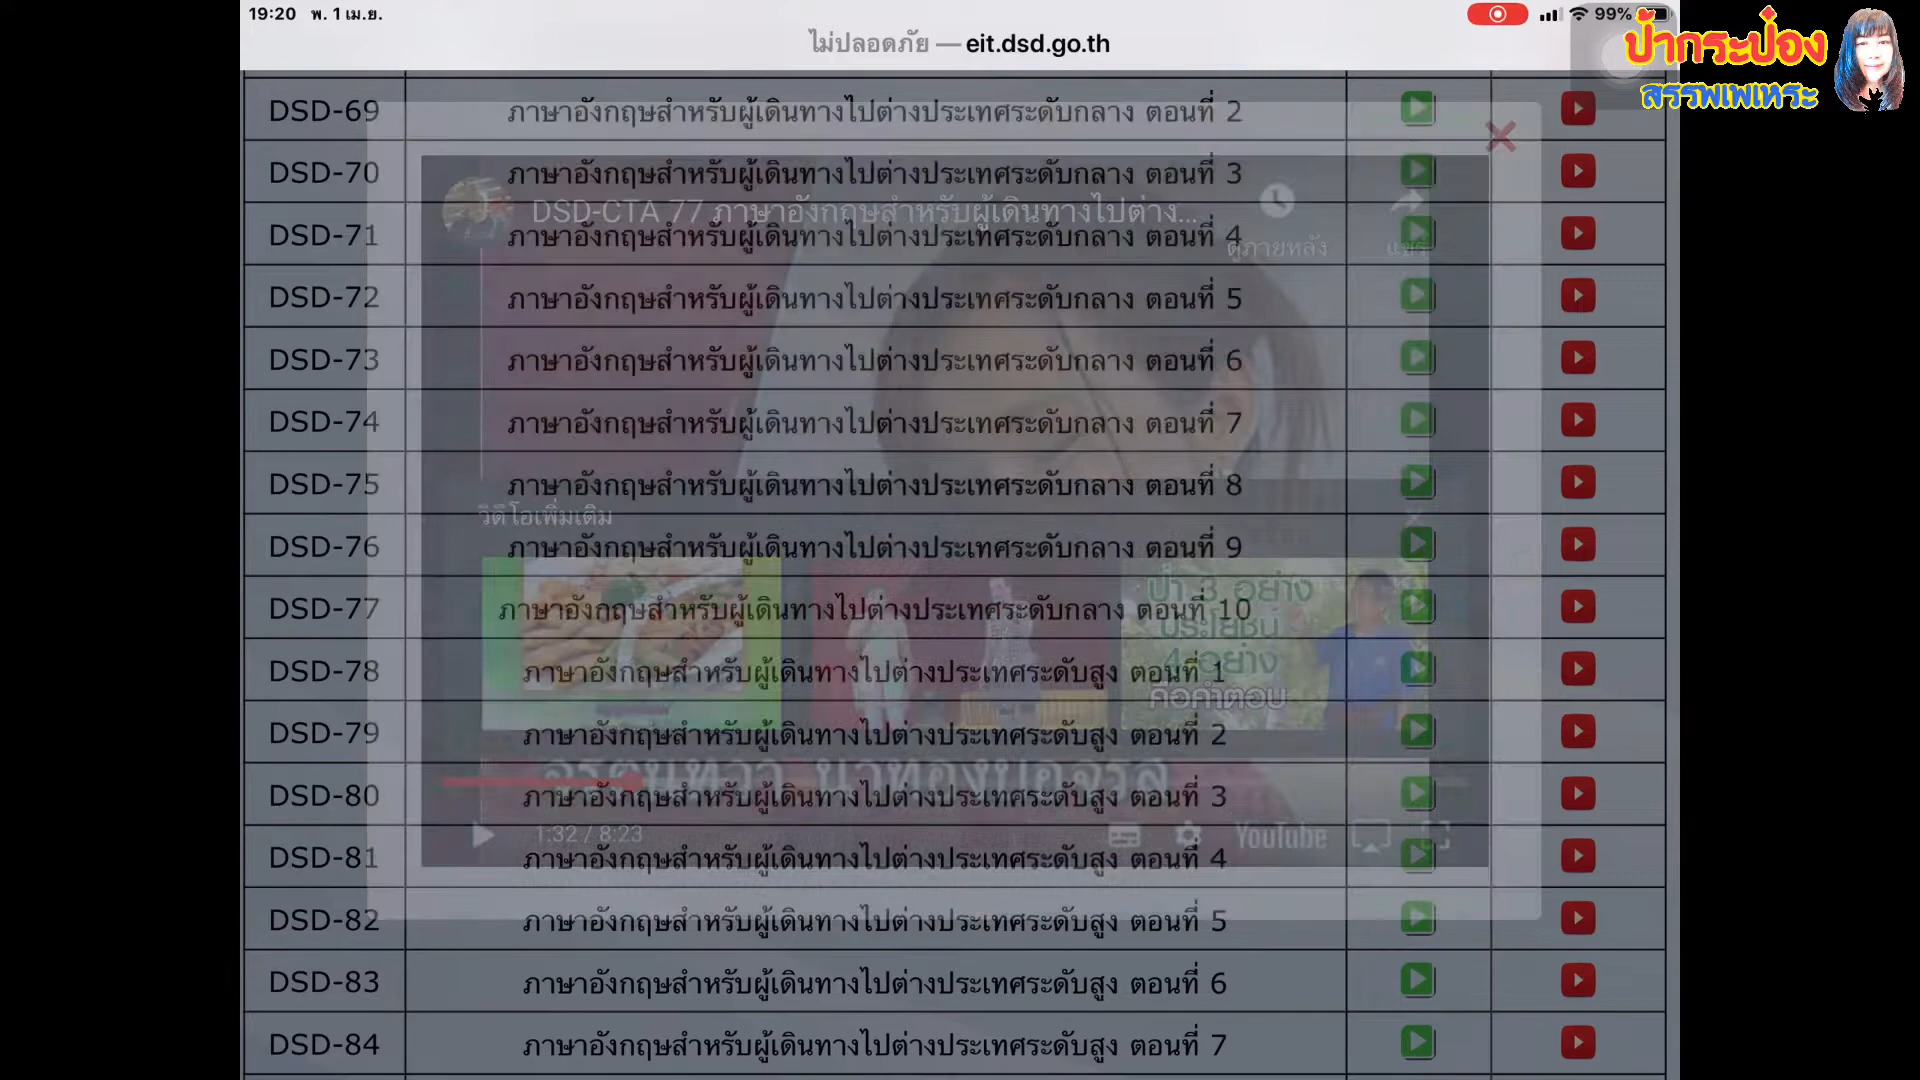 19:20 พ. 1 เม.ย.
99%
ไม่ปลอดภัย — eit.dsd.go.th
ป้ากระป๋อง
สรรพเพเหระ
DSD-69 ภาษาอังกฤษสำหรับผู้เดินทางไปต่างประเทศระดับกลาง ตอนที่ 2
DSD-70 ภาษาอังกฤษสำหรับผู้เดินทางไปต่างประเทศระดับกลาง ตอนที่ 3
DSD-CTA 77 ภาษาอังกฤษสำหรับผู้เดินทางไปต่าง...
DSD-71 ภาษาอังกฤษสำหรับผู้เดินทางไปต่างประเทศระดับกลาง ตอนที่ 4
ดูภายหลัง แชร์
DSD-72 ภาษาอังกฤษสำหรับผู้เดินทางไปต่างประเทศระดับกลาง ตอนที่ 5
DSD-73 ภาษาอังกฤษสำหรับผู้เดินทางไปต่างประเทศระดับกลาง ตอนที่ 6
DSD-74 ภาษาอังกฤษสำหรับผู้เดินทางไปต่างประเทศระดับกลาง ตอนที่ 7
DSD-75 ภาษาอังกฤษสำหรับผู้เดินทางไปต่างประเทศระดับกลาง ตอนที่ 8
วิดีโอเพิ่มเติม
DSD-76 ภาษาอังกฤษสำหรับผู้เดินทางไปต่างประเทศระดับกลาง ตอนที่ 9
ป่า 3 อย่าง
DSD-77 ภาษาอังกฤษสำหรับผู้เดินทางไปต่างประเทศระดับกลาง ตอนที่ 10
ประโยชน์
4 อย่าง
DSD-78 ภาษาอังกฤษสำหรับผู้เดินทางไปต่างประเทศระดับสูง ตอนที่ 1
คือคำตอบ
DSD-79 ภาษาอังกฤษสำหรับผู้เดินทางไปต่างประเทศระดับสูง ตอนที่ 2
DSD-80 ภาษาอังกฤษสำหรับผู้เดินทางไปต่างประเทศระดับสูง ตอนที่ 3
1:32 / 8:23 YouTube
DSD-81 ภาษาอังกฤษสำหรับผู้เดินทางไปต่างประเทศระดับสูง ตอนที่ 4
DSD-82 ภาษาอังกฤษสำหรับผู้เดินทางไปต่างประเทศระดับสูง ตอนที่ 5
DSD-83 ภาษาอังกฤษสำหรับผู้เดินทางไปต่างประเทศระดับสูง ตอนที่ 6
DSD-84 ภาษาอังกฤษสำหรับผู้เดินทางไปต่างประเทศระดับสูง ตอนที่ 7